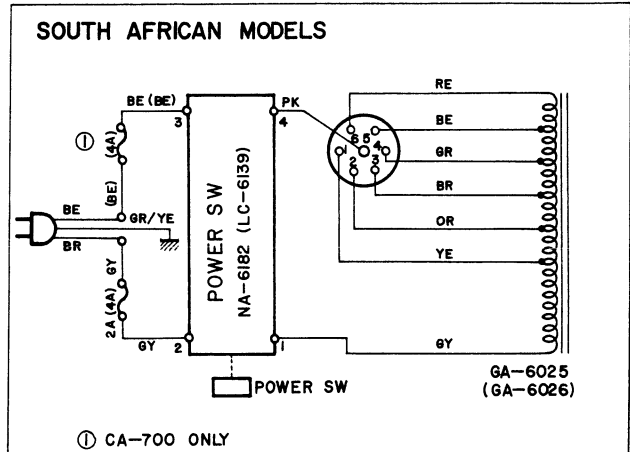 SOUTH AFRICAN MODELS
BE (BE)
3
4
PK
RE
BE
GR
BR
OR
YE
6 5
1 4
2 3
①
(4A)
(BE)
BE
GR/YE
BR
GY
2A (4A)
GY
2
1
GY
POWER SW
NA-6182 (LC-6139)
POWER SW
GA-6025
(GA-6026)
① CA-700 ONLY